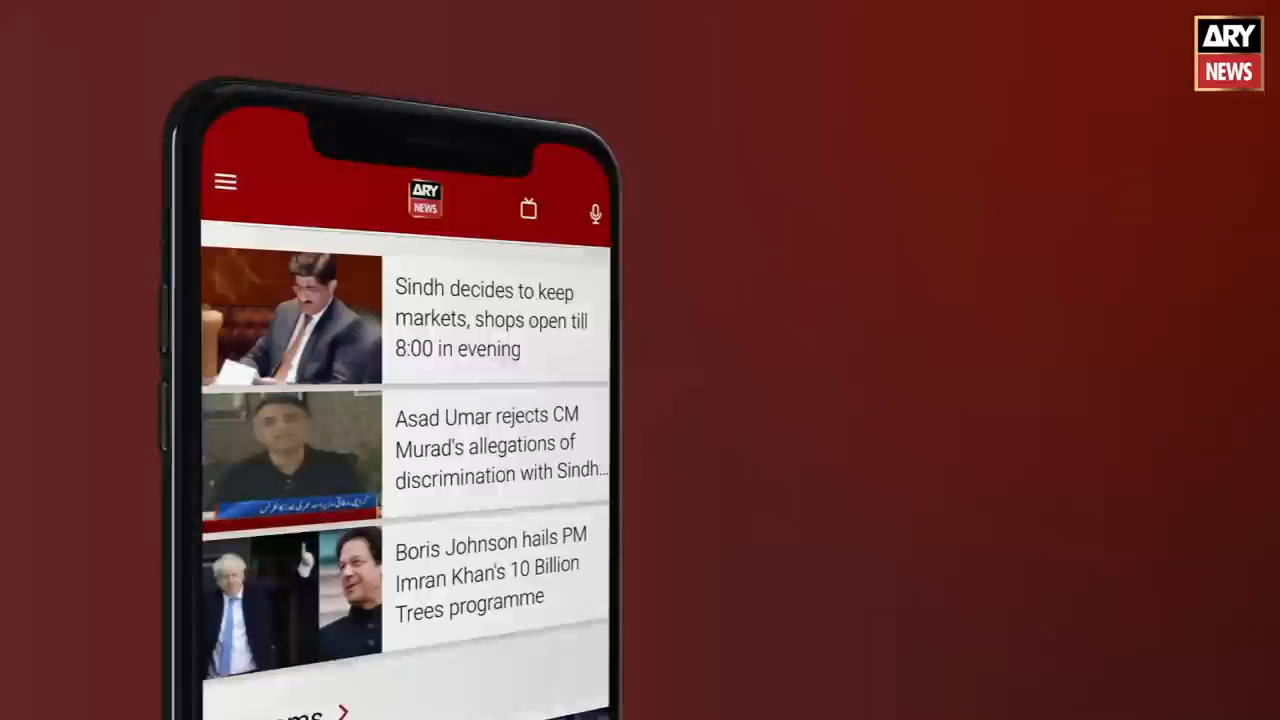 ARY
NEWS
ARY
NEWS
Sindh decides to keep
markets, shops open till
8:00 in evening
Asad Umar rejects CM
Murad's allegations of
discrimination with Sindh...
Boris Johnson hails PM
Imran Khan's 10 Billion
Trees programme